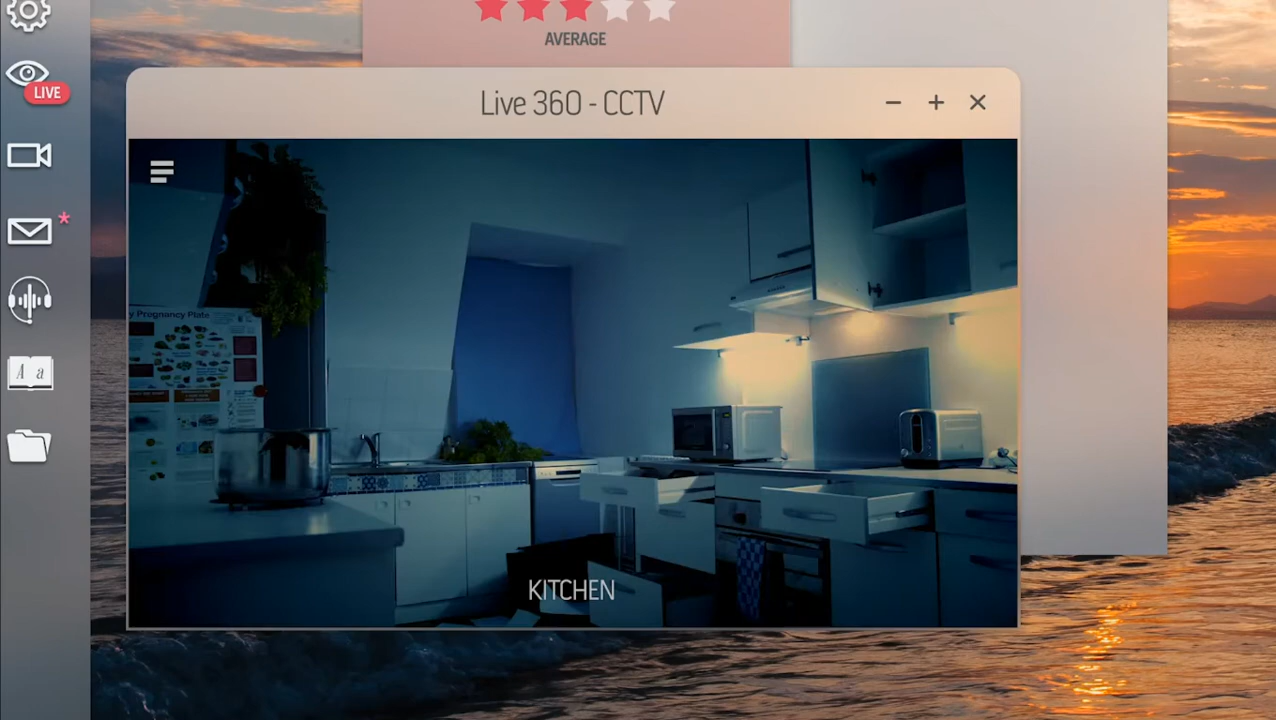 AVERAGE
LIVE
Live 360 - CCTV
y Pregnancy Plate
A a
KITCHEN